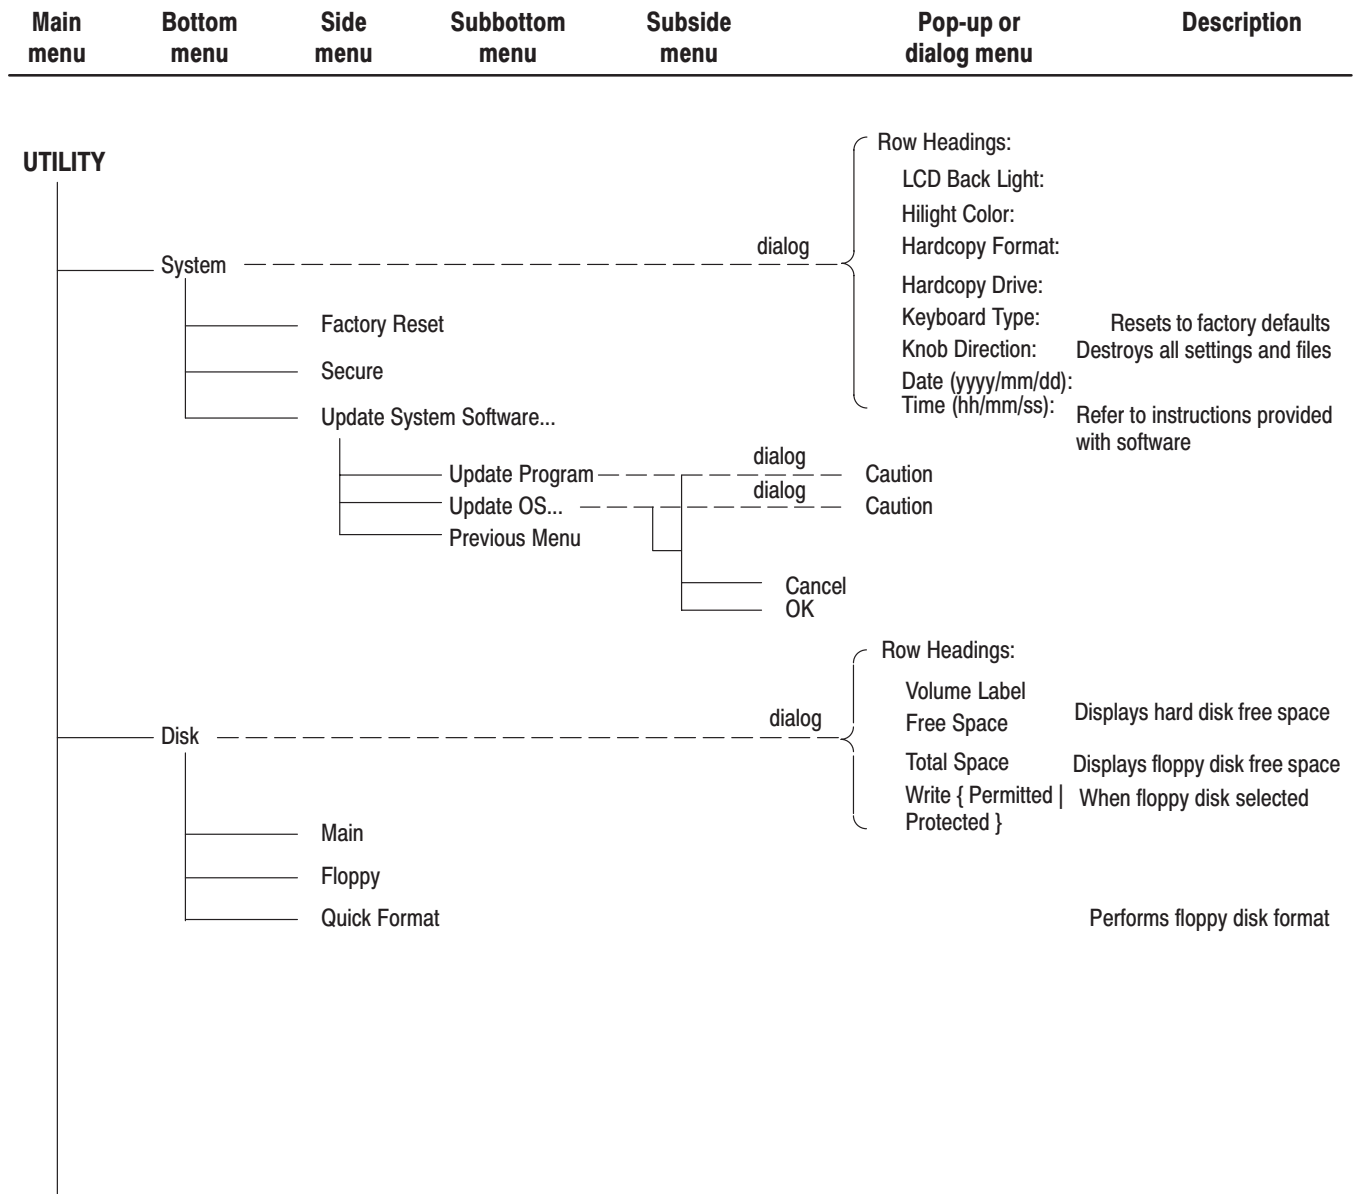 Main menu Bottom menu Side menu Subbottom menu Subside menu Pop-up or dialog menu Description
UTILITY
Row Headings:
LCD Back Light:
Hilight Color:
Hardcopy Format:
System dialog
Hardcopy Drive:
Factory Reset Keyboard Type: Resets to factory defaults
Knob Direction: Destroys all settings and files
Secure
Date (yyyy/mm/dd):
Time (hh/mm/ss):
Update System Software... Refer to instructions provided
with software
Update Program dialog Caution
Update OS... dialog Caution
Previous Menu
Cancel
OK
Row Headings:
Volume Label
Free Space Displays hard disk free space
Disk dialog
Total Space Displays floppy disk free space
Write { Permitted | When floppy disk selected
Protected }
Main
Floppy
Quick Format Performs floppy disk format